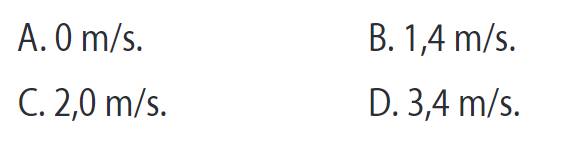 A. 0 m/s. B. 1,4 m/s.
C. 2,0 m/s. D. 3,4 m/s.